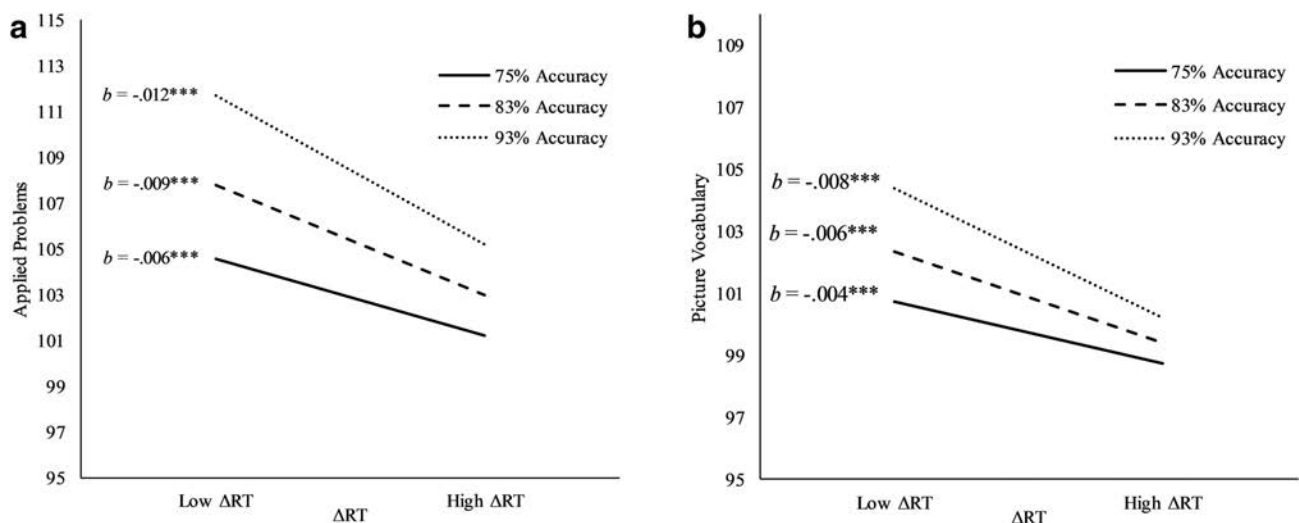 a
115
113
111
109
107
105
103
101
99
97
95
Applied Problems
b = -.012***
b = -.009***
b = -.006***
75% Accuracy
83% Accuracy
93% Accuracy
Low ΔRT
High ΔRT
ΔRT
b
109
107
105
103
101
99
97
95
Picture Vocabulary
b = -.008***
b = -.006***
b = -.004***
75% Accuracy
83% Accuracy
93% Accuracy
Low ΔRT
High ΔRT
ΔRT